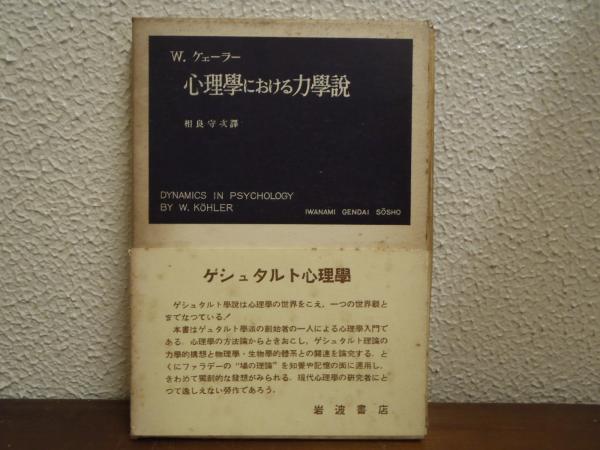 W. ケェーラー
心理學における力學說
相良守次譯
DYNAMICS IN PSYCHOLOGY
BY W. KÖHLER
IWANAMI GENDAI SŌSHO
ゲシュタルト心理學
ゲシュタルト學說は心理學の世界をこえ、一つの世界觀と
までなつている！
本書はゲュタルト學派の創始者の一人による心理學入門で
ある。心理學の方法論からときおこし、ゲシュタルト理論の
力學的構想と物理學・生物學的體系との關連を論究する。と
くにファラデーの“場の理論”を知覺や記憶の面に適用し、
きわめて獨創的な發想がみられる。現代心理學の研究者にと
つて逸しえない勞作であろう。
岩波書店